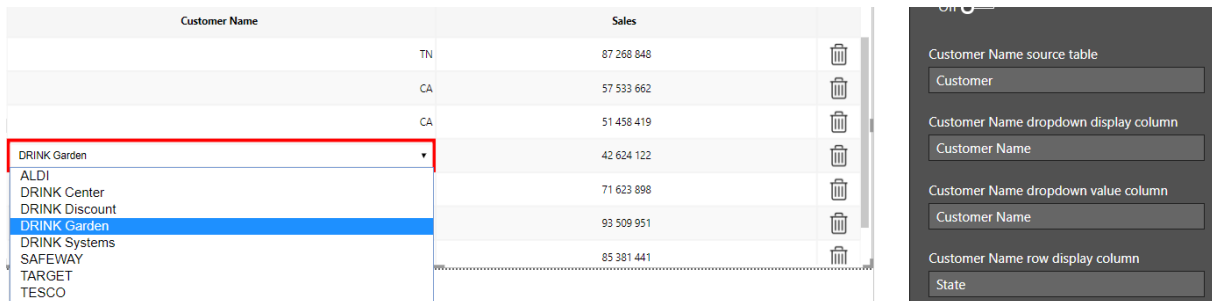 Customer Name Sales
TN 87 268 848
CA 57 533 662
CA 51 458 419
DRINK Garden 42 624 122
ALDI
DRINK Center 71 623 898
DRINK Discount
DRINK Garden 93 509 951
DRINK Systems
SAFEWAY 85 381 441
TARGET
TESCO
Off
Customer Name source table
Customer
Customer Name dropdown display column
Customer Name
Customer Name dropdown value column
Customer Name
Customer Name row display column
State